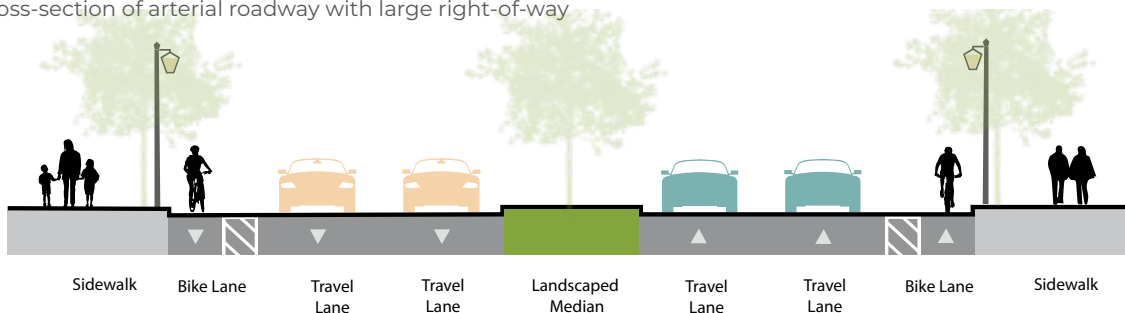 oss-section of arterial roadway with large right-of-way
Sidewalk
Bike Lane
Travel
Lane
Travel
Lane
Landscaped
Median
Travel
Lane
Travel
Lane
Bike Lane
Sidewalk